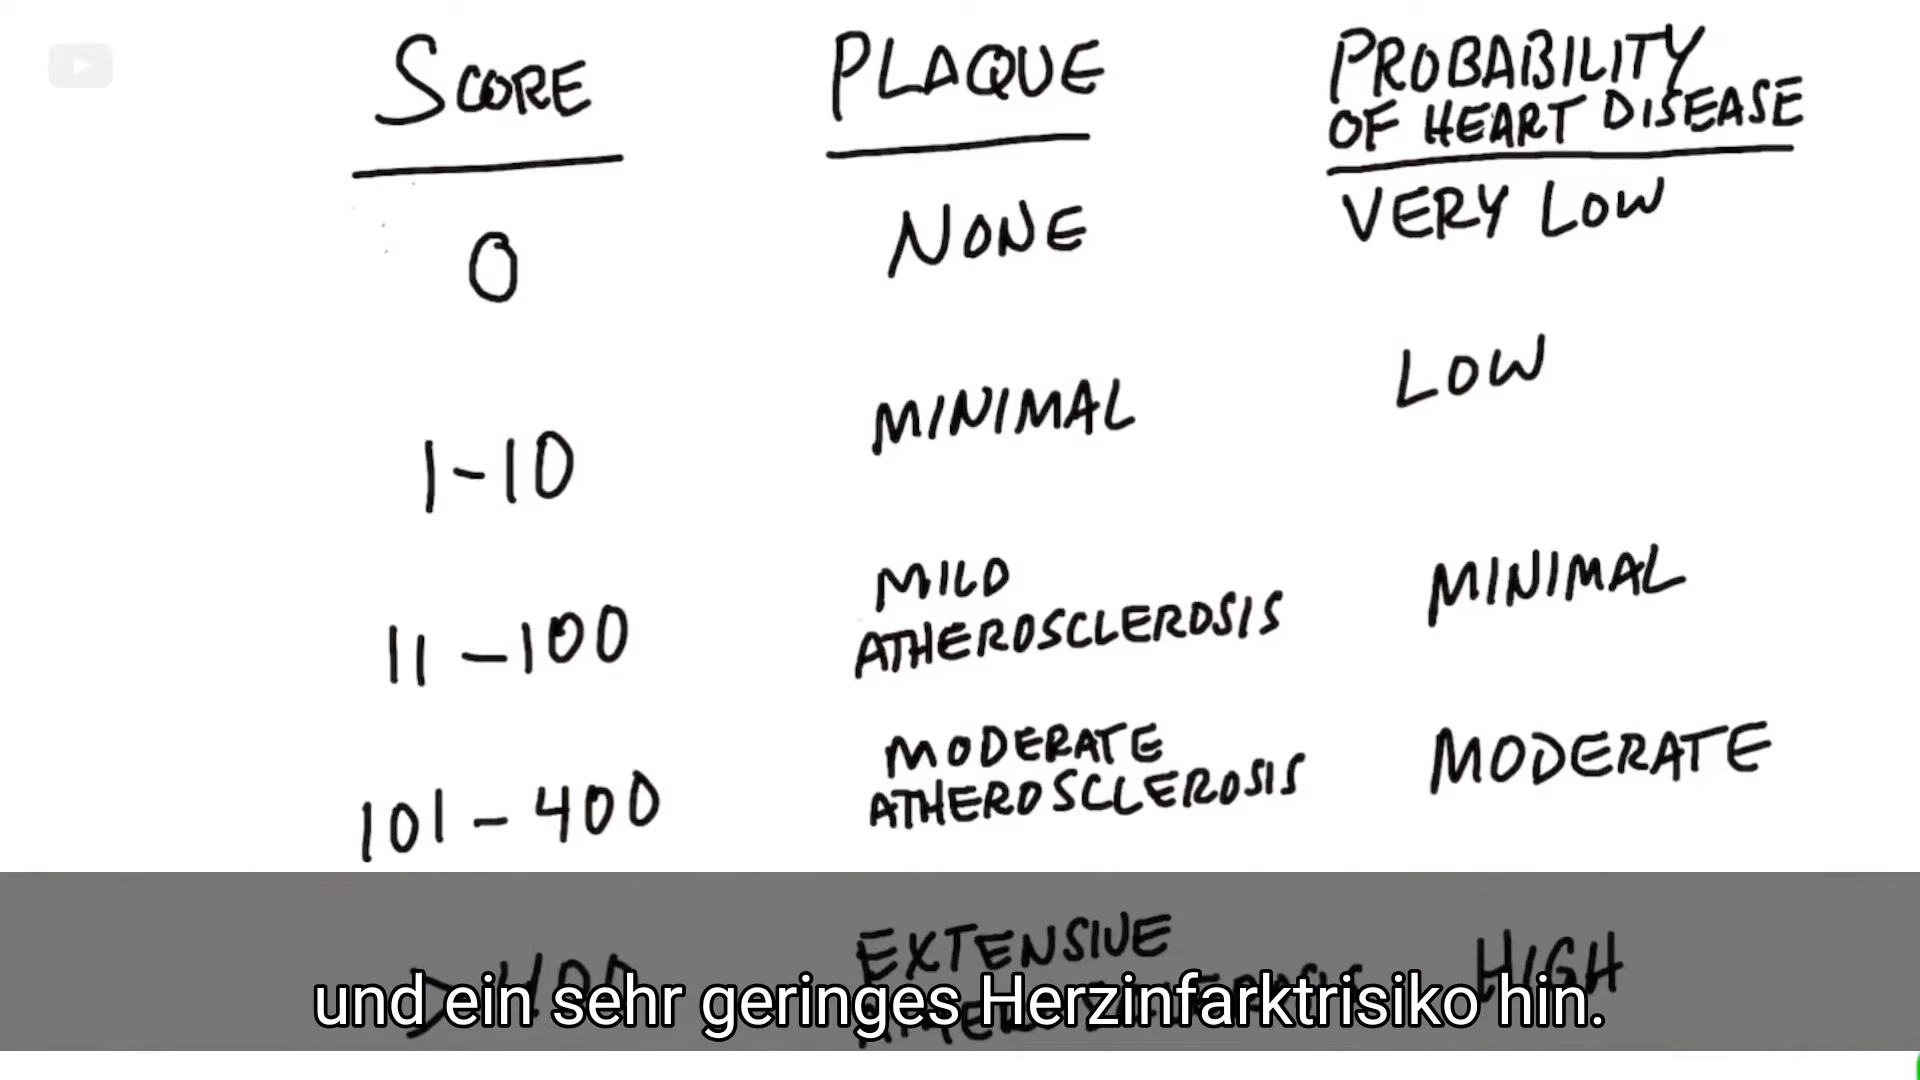 SCORE PLAQUE PROBABILITY
OF HEART DISEASE
0 NONE VERY LOW
1-10 MINIMAL LOW
11-100 MILD
ATHEROSCLEROSIS MINIMAL
101-400 MODERATE
ATHEROSCLEROSIS MODERATE
>400 EXTENSIVE
HIGH
und ein sehr geringes Herzinfarktrisiko hin.